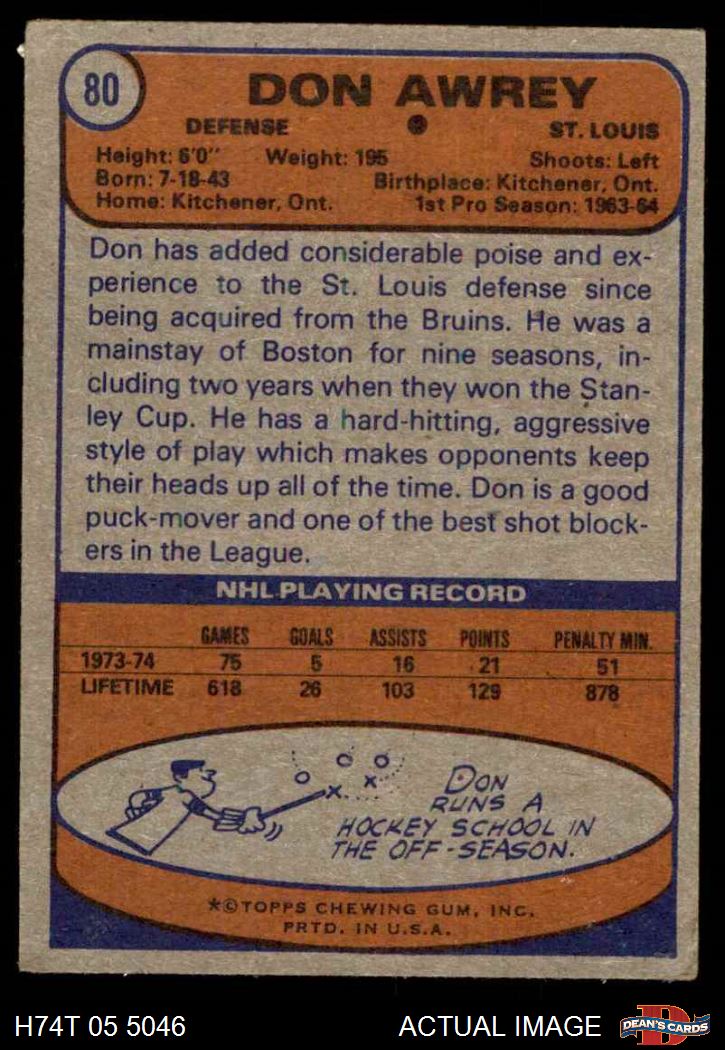 80
DON AWREY
DEFENSE ST. LOUIS
Height: 6'0" Weight: 195 Shoots: Left
Born: 7-18-43 Birthplace: Kitchener, Ont.
Home: Kitchener, Ont. 1st Pro Season: 1963-64
Don has added considerable poise and ex-
perience to the St. Louis defense since
being acquired from the Bruins. He was a
mainstay of Boston for nine seasons, in-
cluding two years when they won the Stan-
ley Cup. He has a hard-hitting, aggressive
style of play which makes opponents keep
their heads up all of the time. Don is a good
puck-mover and one of the best shot block-
ers in the League.
NHL PLAYING RECORD
GAMES GOALS ASSISTS POINTS PENALTY MIN.
1973-74 75 5 16 21 51
LIFETIME 618 26 103 129 878
DON
RUNS A
HOCKEY SCHOOL IN
THE OFF-SEASON.
*©TOPPS CHEWING GUM, INC.
PRTD. IN U.S.A.
H74T 05 5046 ACTUAL IMAGE
D
DEAN'S CARDS